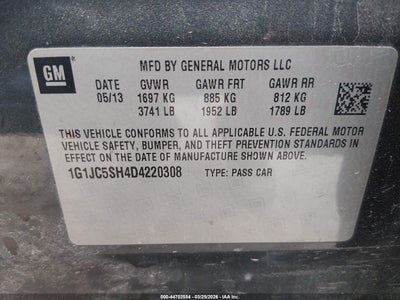 GM
MFD BY GENERAL MOTORS LLC
DATE GVWR GAWR FRT GAWR RR
05/13 1697 KG 885 KG 812 KG
3741 LB 1952 LB 1789 LB
THIS VEHICLE CONFORMS TO ALL APPLICABLE U.S. FEDERAL MOTOR
VEHICLE SAFETY, BUMPER, AND THEFT PREVENTION STANDARDS IN
EFFECT ON THE DATE OF MANUFACTURE SHOWN ABOVE.
1G1JC5SH4D4220308 TYPE: PASS CAR
000-44702554 | 03/25/2026 | IAA Inc.